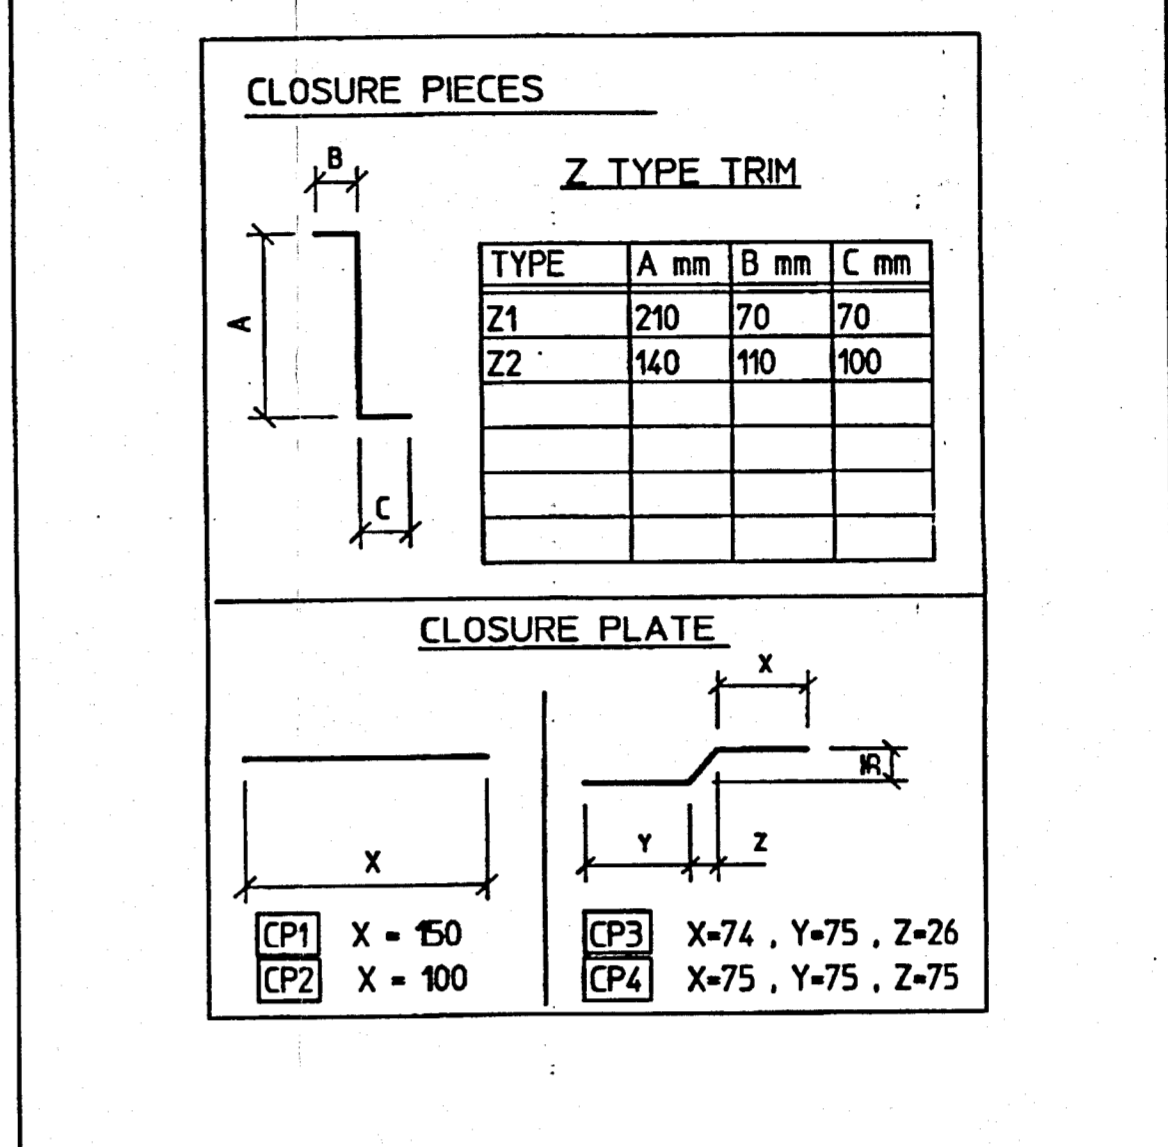 CLOSURE PIECES
B
Z TYPE TRIM
TYPE A mm B mm C mm
Z1 210 70 70
Z2 140 110 100
A
C
CLOSURE PLATE
X
Y Z
X
CP1 X = 150
CP2 X = 100
CP3 X=74 , Y=75 , Z=26
CP4 X=75 , Y=75 , Z=75